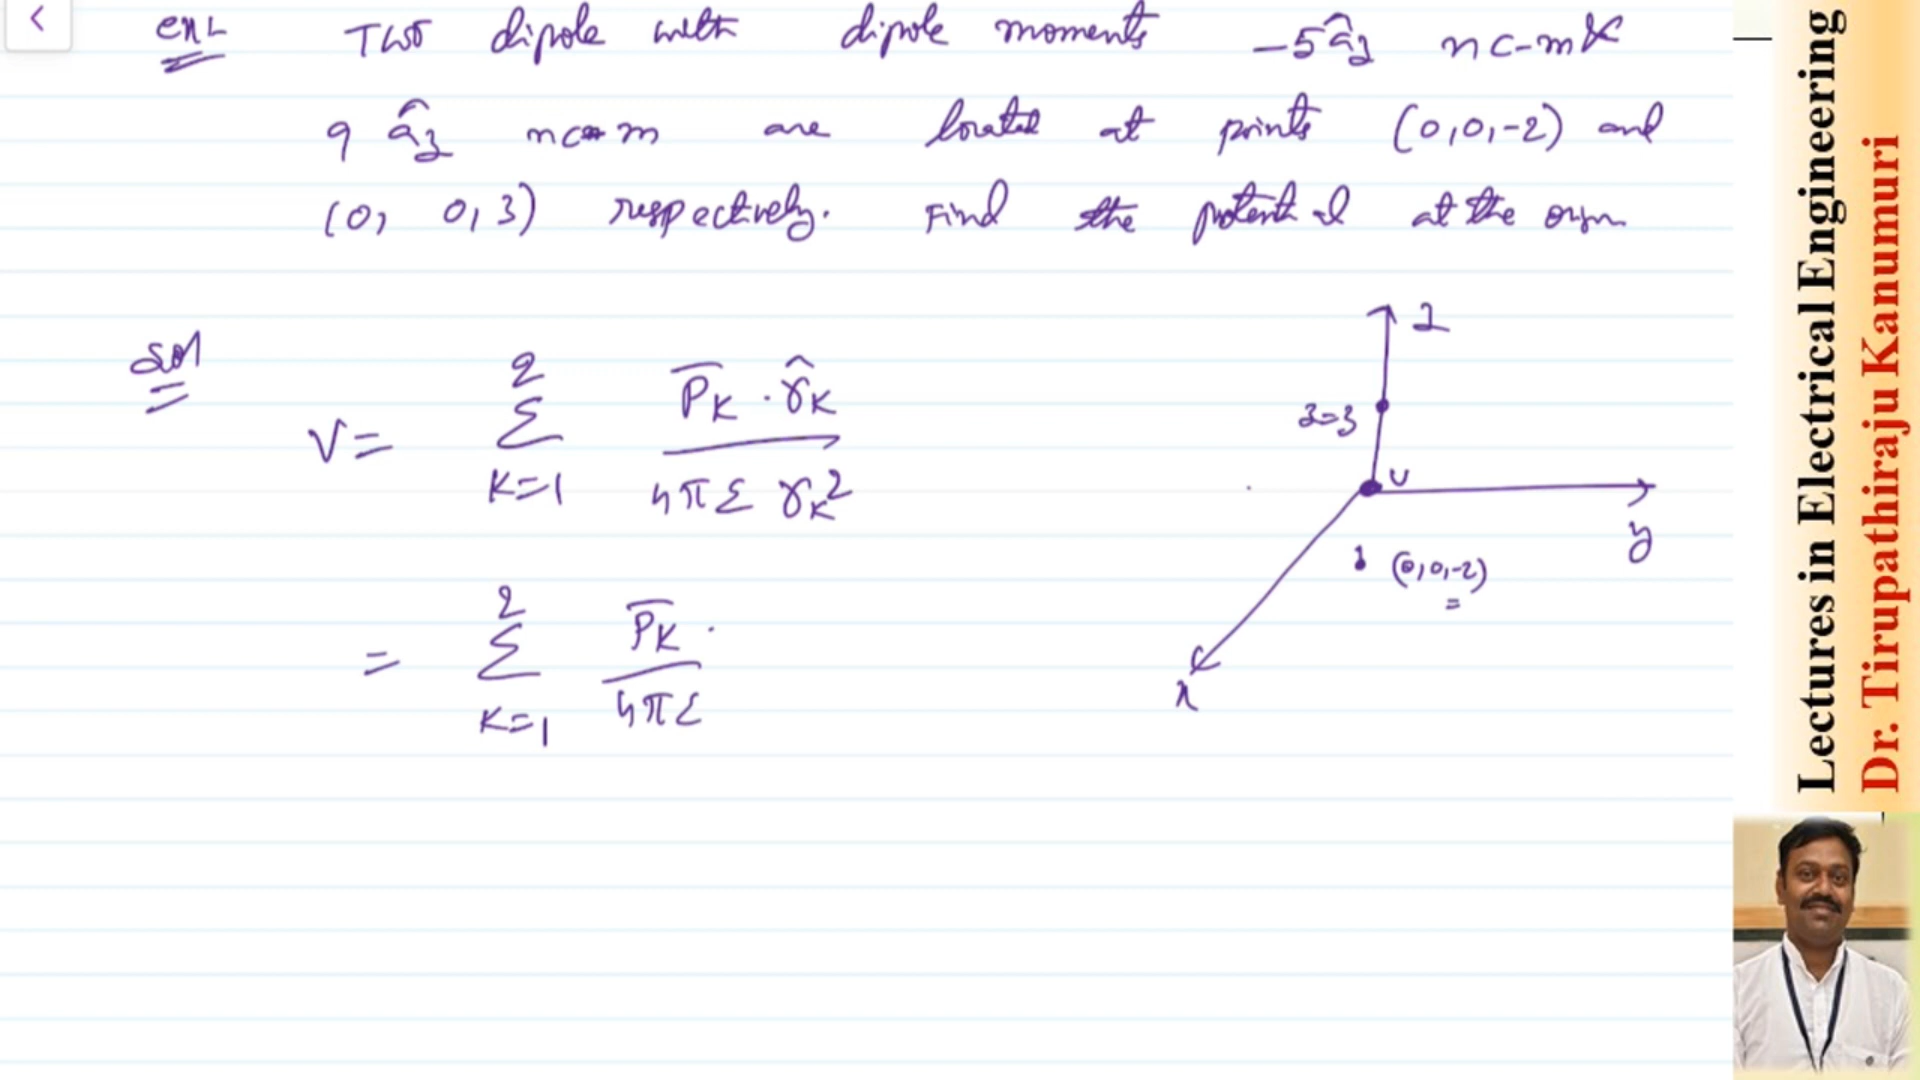 ex:-
Two dipole with dipole moments -5âz nc-m &
9 âz nc-m are located at points (0,0,-2) and
(0, 0,3) respectively. Find the potential at the origin
Sol
V = 2 Σ K=1 P̅K · r̂K / 4πε rK²
= 2 Σ K=1 P̅K · / 4πε
z
z=3
y
(0,0,-2)
x
Lectures in Electrical Engineering
Dr. Tirupathiraju Kanumuri